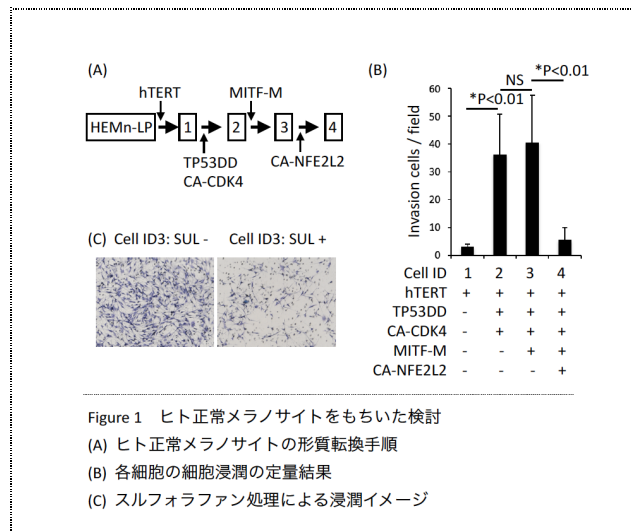 (A)
hTERT
MITF-M
HEMn-LP 1 2 3 4
TP53DD
CA-CDK4
CA-NFE2L2
(B)
NS
*P<0.01
*P<0.01
Invasion cells / field
60
50
40
30
20
10
0
Cell ID 1 2 3 4
hTERT + + + +
TP53DD - + + +
CA-CDK4 - + + +
MITF-M - - + +
CA-NFE2L2 - - - +
(C) Cell ID3: SUL - Cell ID3: SUL +
Figure 1 ヒト正常メラノサイトをもちいた検討
(A) ヒト正常メラノサイトの形質転換手順
(B) 各細胞の細胞浸潤の定量結果
(C) スルフォラファン処理による浸潤イメージ